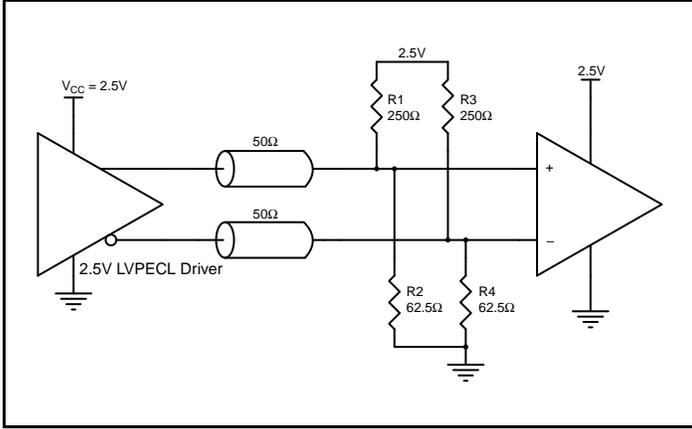 2.5V
V_CC = 2.5V
2.5V
R1
250Ω
R3
250Ω
50Ω
+
50Ω
–
2.5V LVPECL Driver
R2
62.5Ω
R4
62.5Ω